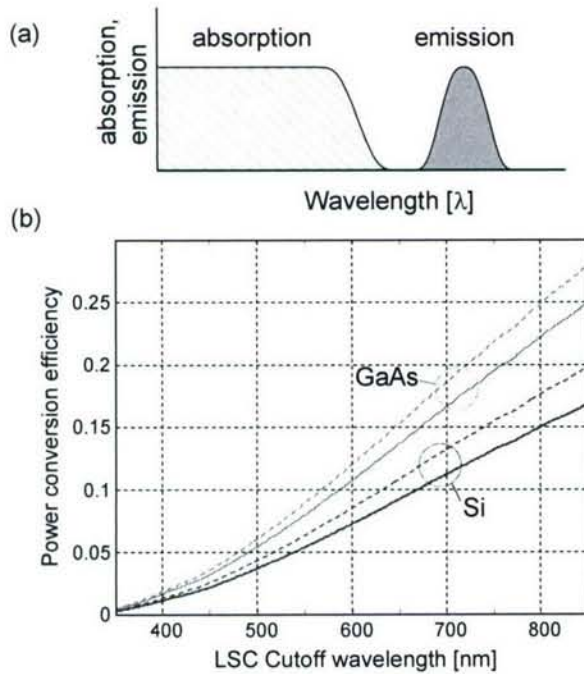 (a)
absorption
emission
absorption,
emission
Wavelength [λ]
(b)
Power conversion efficiency
0.25
0.2
0.15
0.1
0.05
0
GaAs
Si
400
500
600
700
800
LSC Cutoff wavelength [nm]